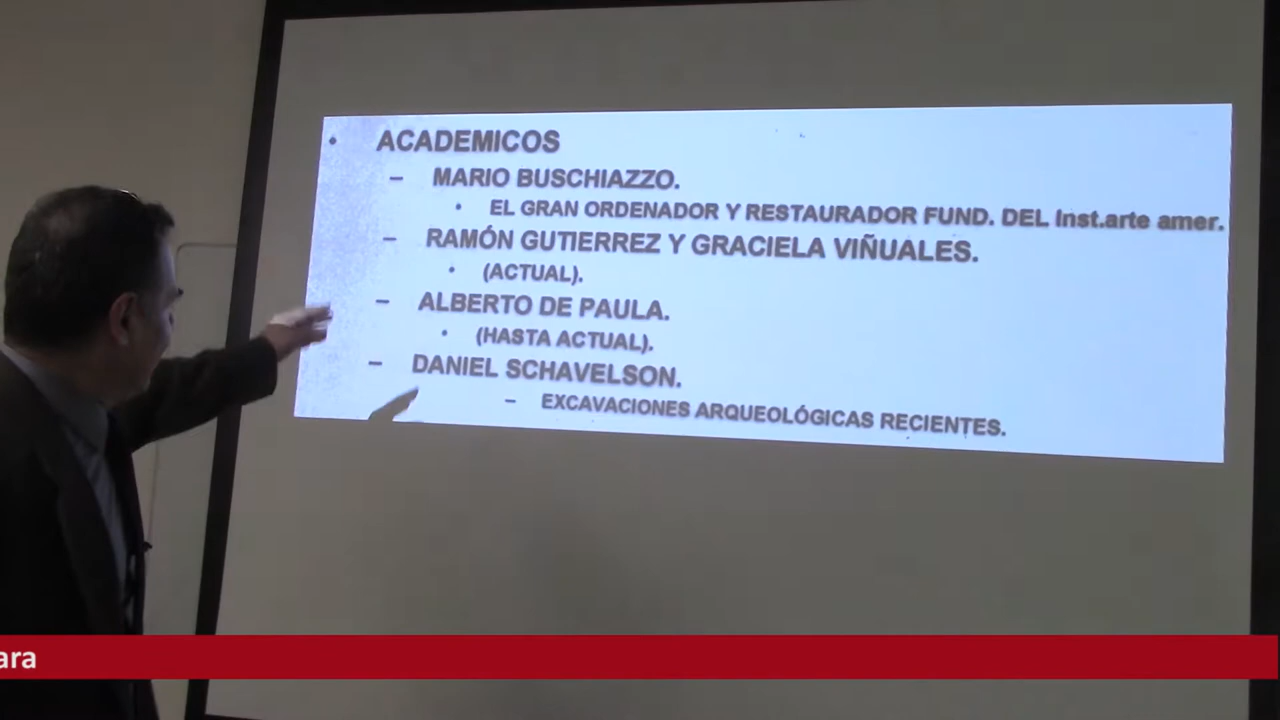 • ACADEMICOS
– MARIO BUSCHIAZZO.
• EL GRAN ORDENADOR Y RESTAURADOR FUND. DEL Inst.arte amer.
– RAMÓN GUTIERREZ Y GRACIELA VIÑUALES.
• (ACTUAL).
– ALBERTO DE PAULA.
• (HASTA ACTUAL).
– DANIEL SCHAVELSON.
– EXCAVACIONES ARQUEOLÓGICAS RECIENTES.
ara